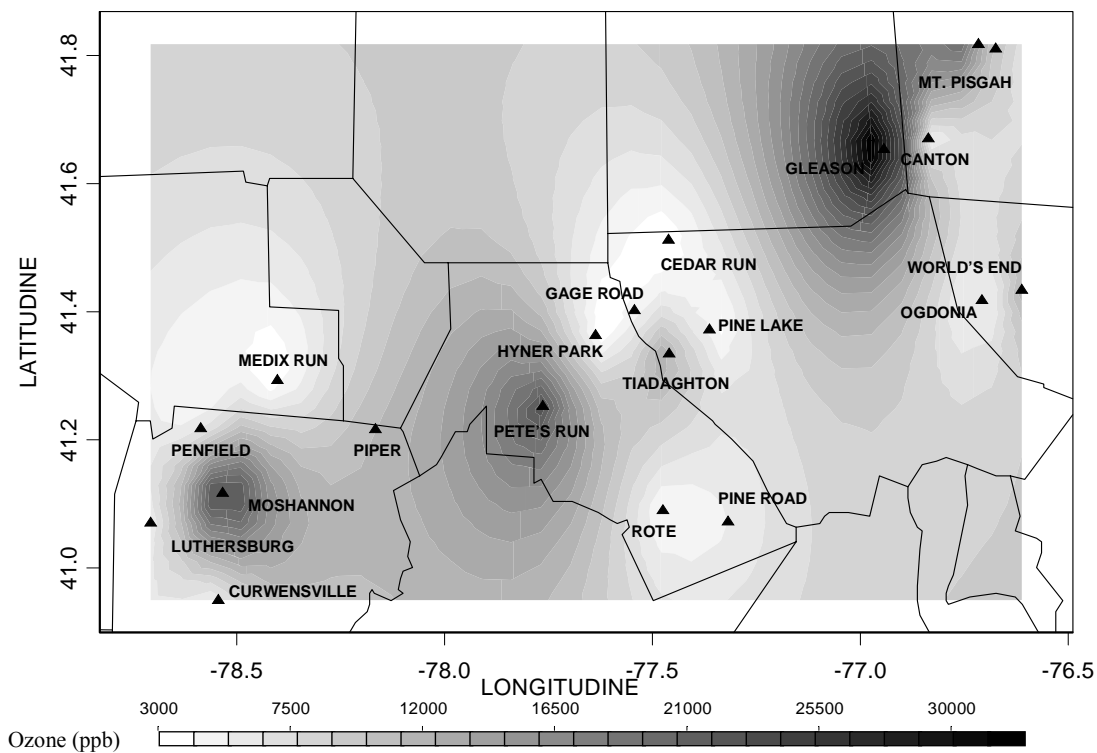 41.8
MT. PISGAH
GLEASON
CANTON
41.6
CEDAR RUN
WORLD'S END
LATITUDINE
GAGE ROAD
OGDONIA
41.4
PINE LAKE
HYNER PARK
MEDIX RUN
TIADAGHTON
PETE'S RUN
41.2
PENFIELD
PIPER
MOSHANNON
PINE ROAD
ROTE
LUTHERSBURG
41.0
CURWENSVILLE
-78.5 -78.0 -77.5 -77.0 -76.5
LONGITUDINE
3000 7500 12000 16500 21000 25500 30000
Ozone (ppb)